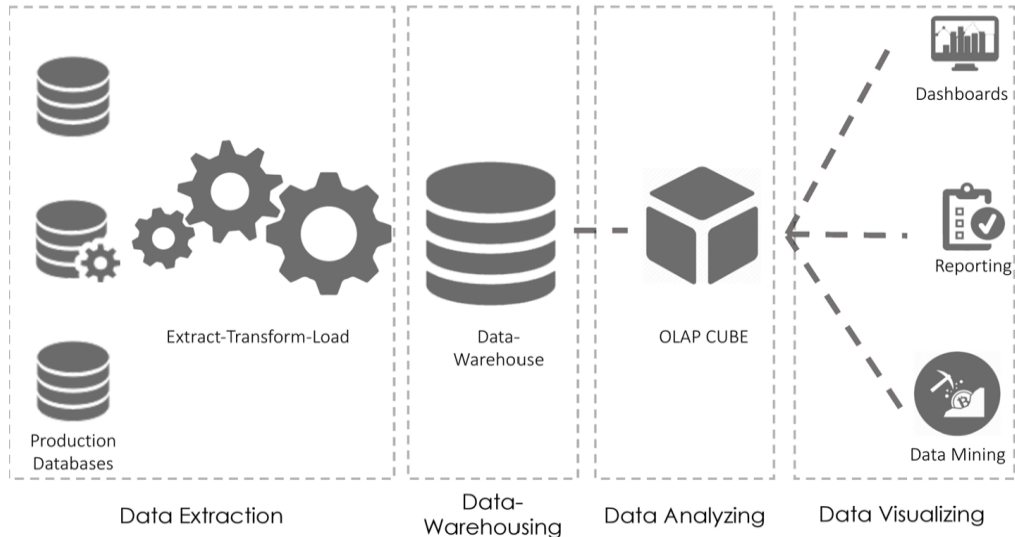 Production
Databases
Extract-Transform-Load
Data-
Warehouse
OLAP CUBE
Dashboards
Reporting
Data Mining
Data Extraction
Data-
Warehousing
Data Analyzing
Data Visualizing